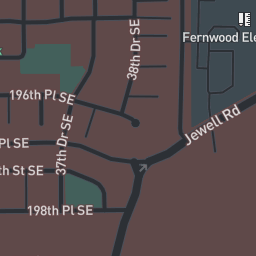 Fernwood Ele
38th Dr SE
196th Pl SE
Jewell Rd
37th Dr SE
Pl SE
th St SE
198th Pl SE